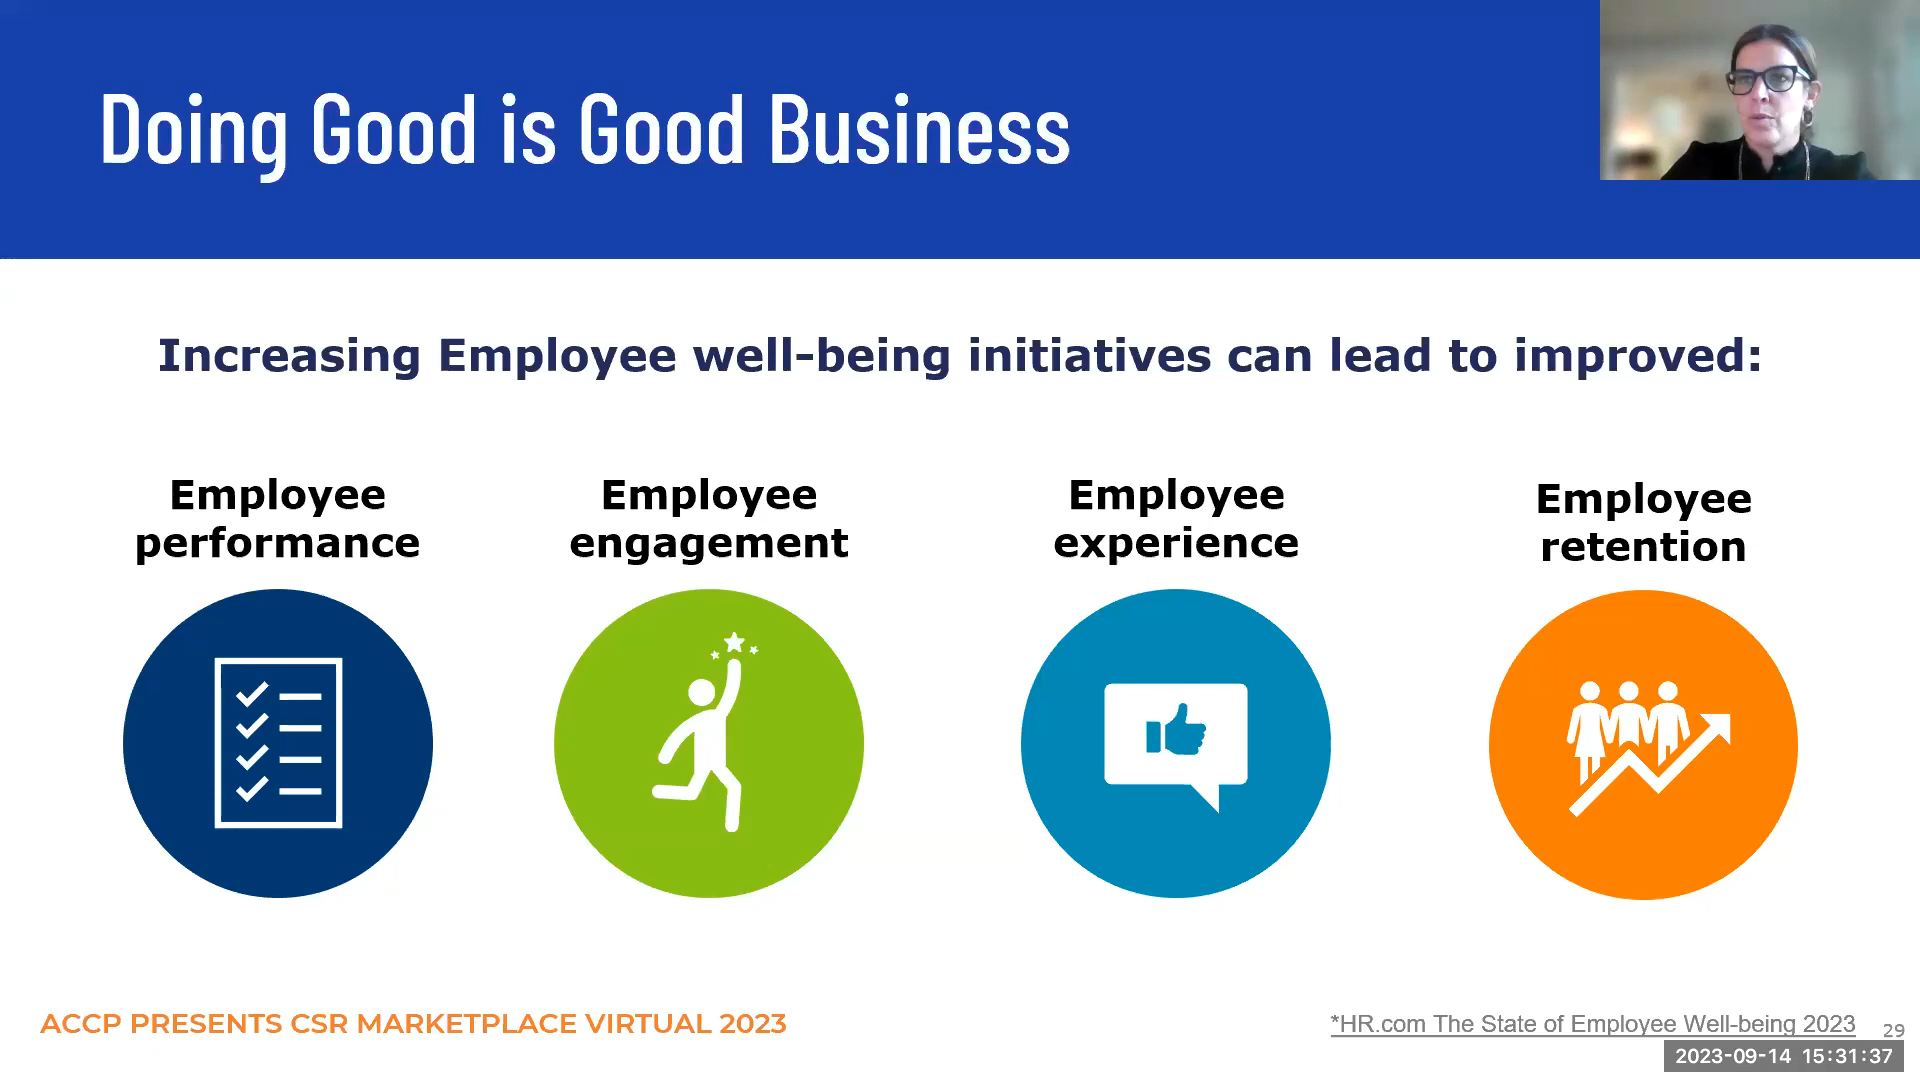 Doing Good is Good Business
Increasing Employee well-being initiatives can lead to improved:
Employee
performance
Employee
engagement
Employee
experience
Employee
retention
ACCP PRESENTS CSR MARKETPLACE VIRTUAL 2023
*HR.com The State of Employee Well-being 2023
29
2023-09-14 15:31:37